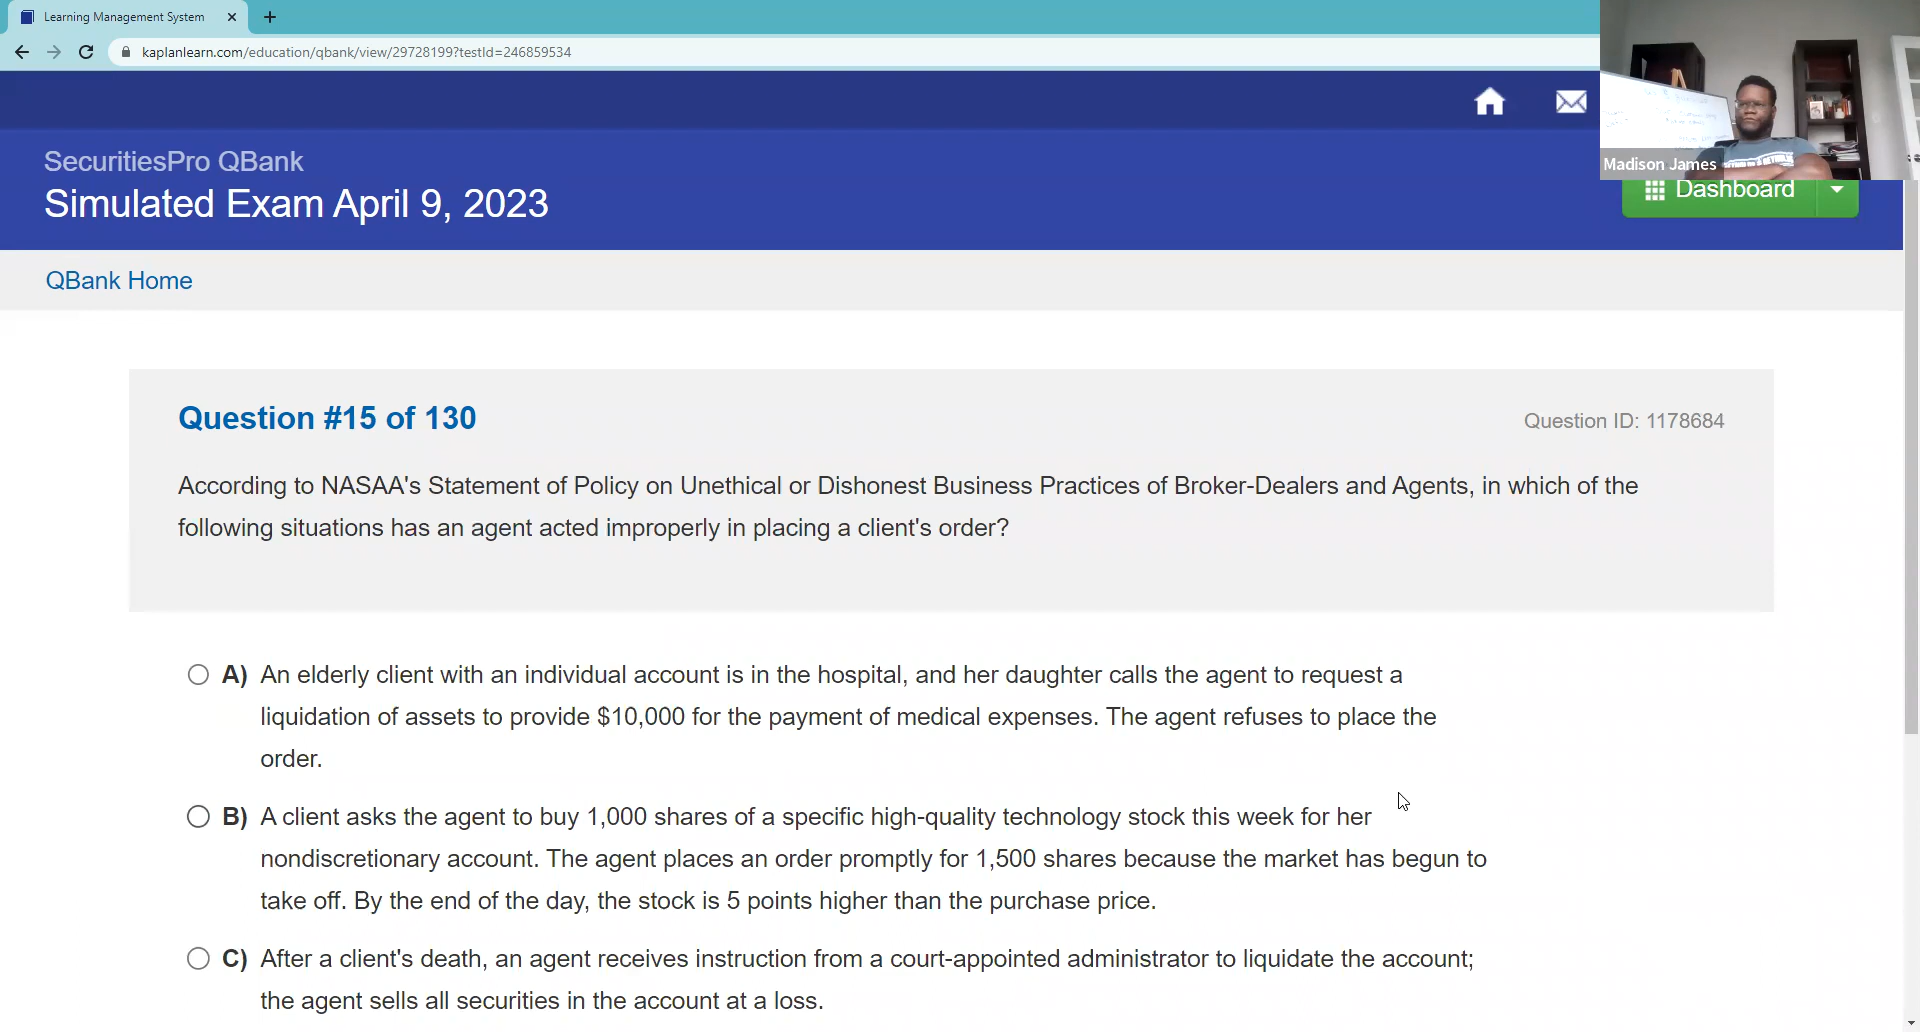 Learning Management System
kaplanlearn.com/education/qbank/view/29728199?testId=246859534
Madison James
SecuritiesPro QBank
Simulated Exam April 9, 2023
Dashboard
QBank Home
Question #15 of 130
Question ID: 1178684
According to NASAA's Statement of Policy on Unethical or Dishonest Business Practices of Broker-Dealers and Agents, in which of the
following situations has an agent acted improperly in placing a client's order?
A) An elderly client with an individual account is in the hospital, and her daughter calls the agent to request a
liquidation of assets to provide $10,000 for the payment of medical expenses. The agent refuses to place the
order.
B) A client asks the agent to buy 1,000 shares of a specific high-quality technology stock this week for her
nondiscretionary account. The agent places an order promptly for 1,500 shares because the market has begun to
take off. By the end of the day, the stock is 5 points higher than the purchase price.
C) After a client's death, an agent receives instruction from a court-appointed administrator to liquidate the account;
the agent sells all securities in the account at a loss.